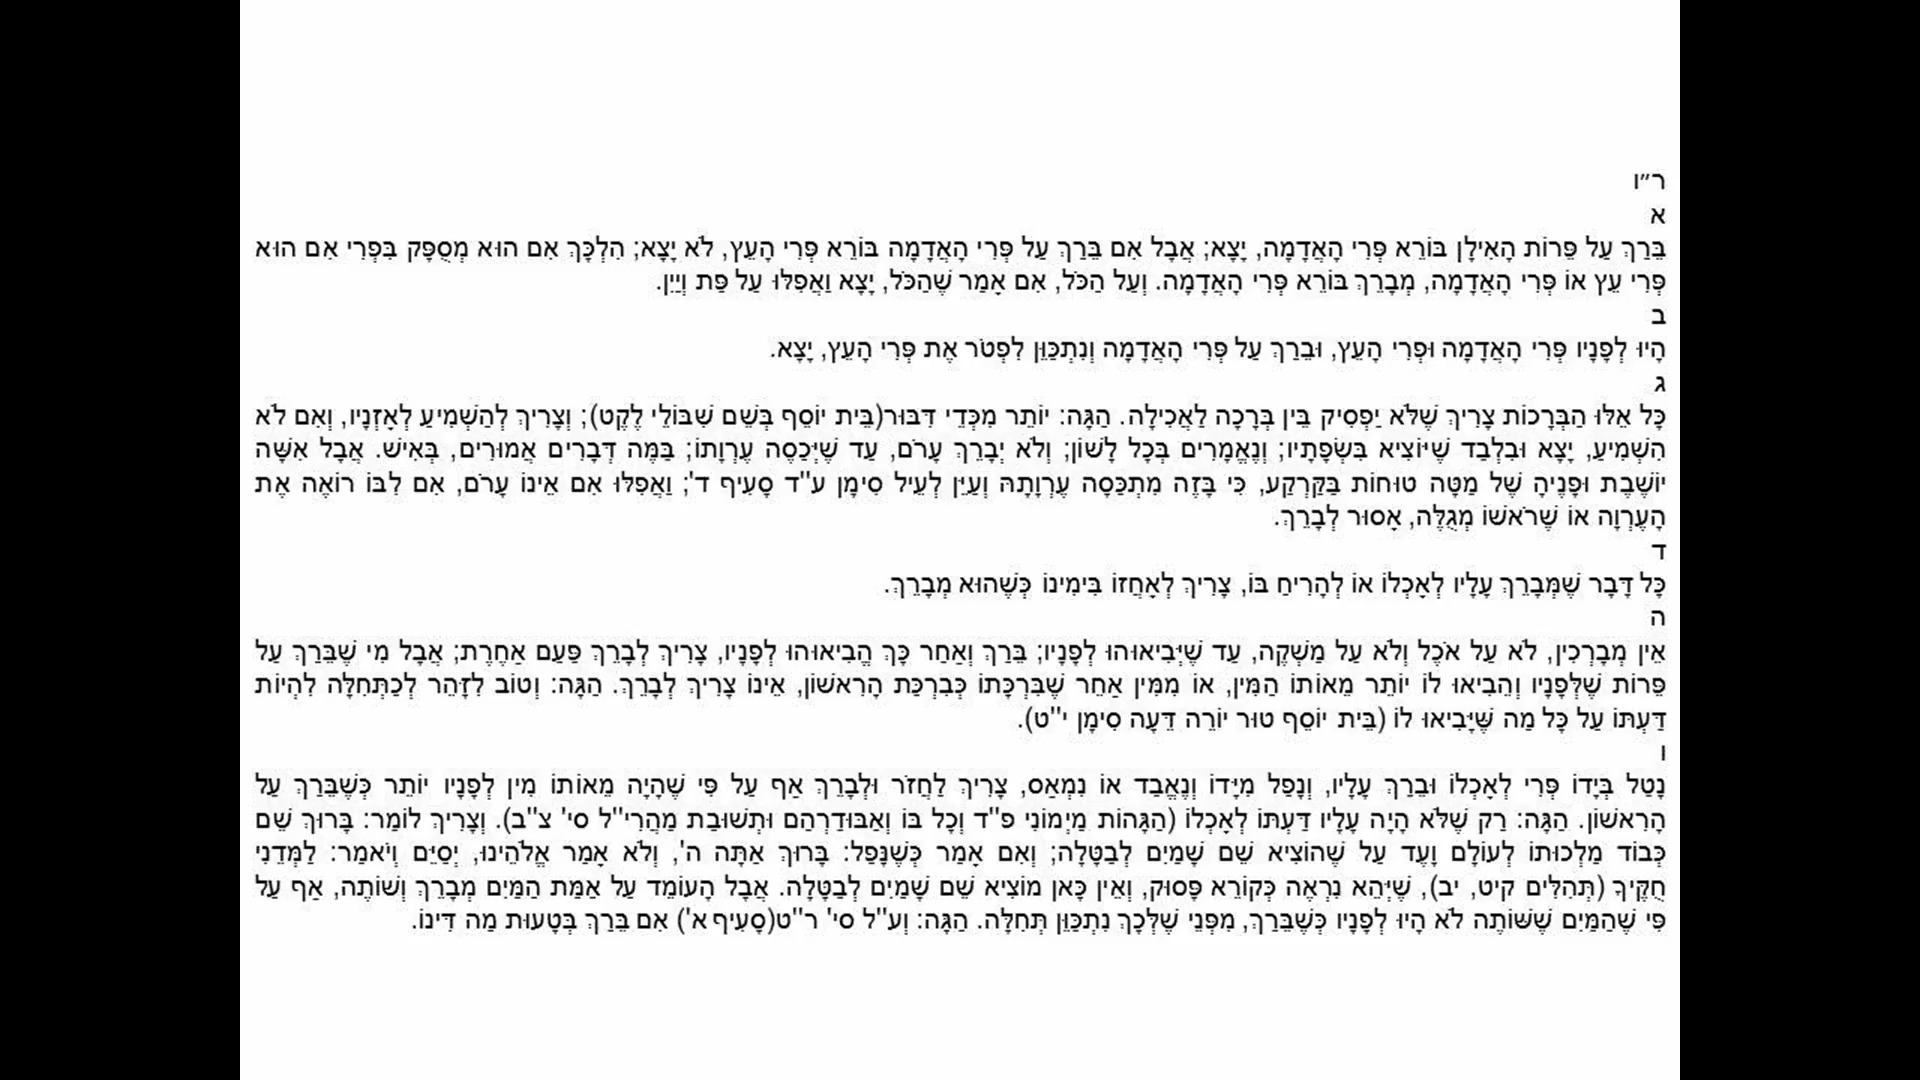 ר״ו
א
בֵּרַךְ עַל פֵּרוֹת הָאִילָן בּוֹרֵא פְּרִי הָאֲדָמָה, יָצָא; אֲבָל אִם בֵּרַךְ עַל פְּרִי הָאֲדָמָה בּוֹרֵא פְּרִי הָעֵץ, לֹא יָצָא; הִלְכָּךְ אִם הוּא מְסֻפָּק בִּפְרִי אִם הוּא
פְּרִי עֵץ אוֹ פְּרִי הָאֲדָמָה, מְבָרֵךְ בּוֹרֵא פְּרִי הָאֲדָמָה. וְעַל הַכֹּל, אִם אָמַר שֶׁהַכֹּל, יָצָא וַאֲפִלּוּ עַל פַּת וְיַיִן.
ב
הָיוּ לְפָנָיו פְּרִי הָאֲדָמָה וּפְרִי הָעֵץ, וּבֵרַךְ עַל פְּרִי הָאֲדָמָה וְנִתְכַּוֵּן לִפְטֹר אֶת פְּרִי הָעֵץ, יָצָא.
ג
כָּל אֵלּוּ הַבְּרָכוֹת צָרִיךְ שֶׁלֹּא יַפְסִיק בֵּין בְּרָכָה לַאֲכִילָה. הַגָּה: יוֹתֵר מִכְּדֵי דִּבּוּר(בֵּית יוֹסֵף בְּשֵׁם שִׁבּוֹלֵי לֶקֶט); וְצָרִיךְ לְהַשְׁמִיעַ לְאָזְנָיו, וְאִם לֹא
הִשְׁמִיעַ, יָצָא וּבִלְבַד שֶׁיּוֹצִיא בִּשְׂפָתָיו; וְנֶאֱמָרִים בְּכָל לָשׁוֹן; וְלֹא יְבָרֵךְ עָרֹם, עַד שֶׁיְּכַסֶּה עֶרְוָתוֹ; בַּמֶּה דְּבָרִים אֲמוּרִים, בְּאִישׁ. אֲבָל אִשָּׁה
יוֹשֶׁבֶת וּפָנֶיהָ שֶׁל מַטָּה טוּחוֹת בַּקַּרְקַע, כִּי בָּזֶה מִתְכַּסָּה עֶרְוָתָהּ וְעַיֵּן לְעֵיל סִימָן ע''ד סָעִיף ד'; וַאֲפִלּוּ אִם אֵינוֹ עָרֹם, אִם לִבּוֹ רוֹאֶה אֶת
הָעֶרְוָה אוֹ שֶׁרֹאשׁוֹ מְגֻלֶּה, אָסוּר לְבָרֵךְ.
ד
כָּל דָּבָר שֶׁמְּבָרֵךְ עָלָיו לְאָכְלוֹ אוֹ לְהָרִיחַ בּוֹ, צָרִיךְ לְאָחֲזוֹ בִּימִינוֹ כְּשֶׁהוּא מְבָרֵךְ.
ה
אֵין מְבָרְכִין, לֹא עַל אֹכֶל וְלֹא עַל מַשְׁקֶה, עַד שֶׁיְּבִיאוּהוּ לְפָנָיו; בֵּרַךְ וְאַחַר כָּךְ הֱבִיאוּהוּ לְפָנָיו, צָרִיךְ לְבָרֵךְ פַּעַם אַחֶרֶת; אֲבָל מִי שֶׁבֵּרַךְ עַל
פֵּרוֹת שֶׁלְּפָנָיו וְהֵבִיאוּ לוֹ יוֹתֵר מֵאוֹתוֹ הַמִּין, אוֹ מִמִּין אַחֵר שֶׁבִּרְכָּתוֹ כְּבִרְכַּת הָרִאשׁוֹן, אֵינוֹ צָרִיךְ לְבָרֵךְ. הַגָּה: וְטוֹב לִזָּהֵר לְכַתְּחִלָּה לִהְיוֹת
דַּעְתּוֹ עַל כָּל מַה שֶּׁיָּבִיאוּ לוֹ (בֵּית יוֹסֵף טוּר יוֹרֵה דֵּעָה סִימָן י''ט).
ו
נָטַל בְּיָדוֹ פְּרִי לְאָכְלוֹ וּבֵרַךְ עָלָיו, וְנָפַל מִיָּדוֹ וְנֶאֱבַד אוֹ נִמְאַס, צָרִיךְ לַחֲזֹר וּלְבָרֵךְ אַף עַל פִּי שֶׁהָיָה מֵאוֹתוֹ מִין לְפָנָיו יוֹתֵר כְּשֶׁבֵּרַךְ עַל
הָרִאשׁוֹן. הַגָּה: רַק שֶׁלֹּא הָיָה עָלָיו דַּעְתּוֹ לְאָכְלוֹ (הַגָּהוֹת מַיְמוֹנִי פ''ד וְכָל בּוֹ וְאַבּוּדַרְהַם וּתְשׁוּבַת מַהֲרִי''ל סי' צ''ב). וְצָרִיךְ לוֹמַר: בָּרוּךְ שֵׁם
כְּבוֹד מַלְכוּתוֹ לְעוֹלָם וָעֶד עַל שֶׁהוֹצִיא שֵׁם שָׁמַיִם לְבַטָּלָה; וְאִם אָמַר כְּשֶׁנָּפַל: בָּרוּךְ אַתָּה ה', וְלֹא אָמַר אֱלֹהֵינוּ, יְסַיֵּם וְיֹאמַר: לַמְּדֵנִי
חֻקֶּיךָ (תְּהִלִּים קיט, יב), שֶׁיְּהֵא נִרְאֶה כְּקוֹרֵא פָּסוּק, וְאֵין כָּאן מוֹצִיא שֵׁם שָׁמַיִם לְבַטָּלָה. אֲבָל הָעוֹמֵד עַל אַמַּת הַמַּיִם מְבָרֵךְ וְשׁוֹתֶה, אַף עַל
פִּי שֶׁהַמַּיִם שֶׁשּׁוֹתֶה לֹא הָיוּ לְפָנָיו כְּשֶׁבֵּרַךְ, מִפְּנֵי שֶׁלְּכָךְ נִתְכַּוֵּן תְּחִלָּה. הַגָּה: וְע''ל סי' ר''ט(סָעִיף א') אִם בֵּרַךְ בְּטָעוּת מַה דִּינוֹ.